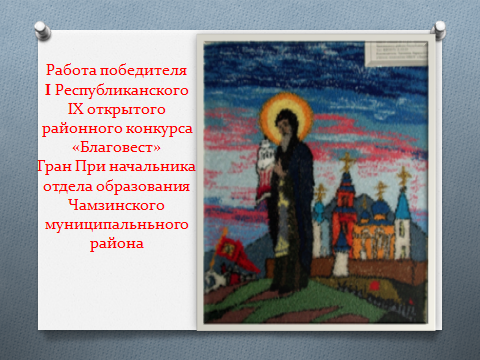 Работа победителя
I Республиканского
IX открытого
районного конкурса
«Благовест»
Гран При начальника
отдела образования
Чамзинского
муниципальньного
района